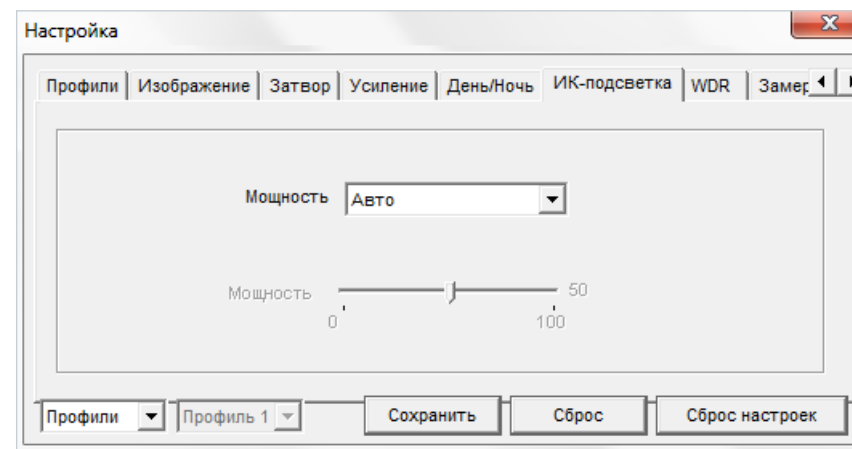 Настройка
Профили Изображение Затвор Усиление День/Ночь ИК-подсветка WDR Замер
Мощность Авто
Мощность 50
0 100
Профили Профиль 1 Сохранить Сброс Сброс настроек